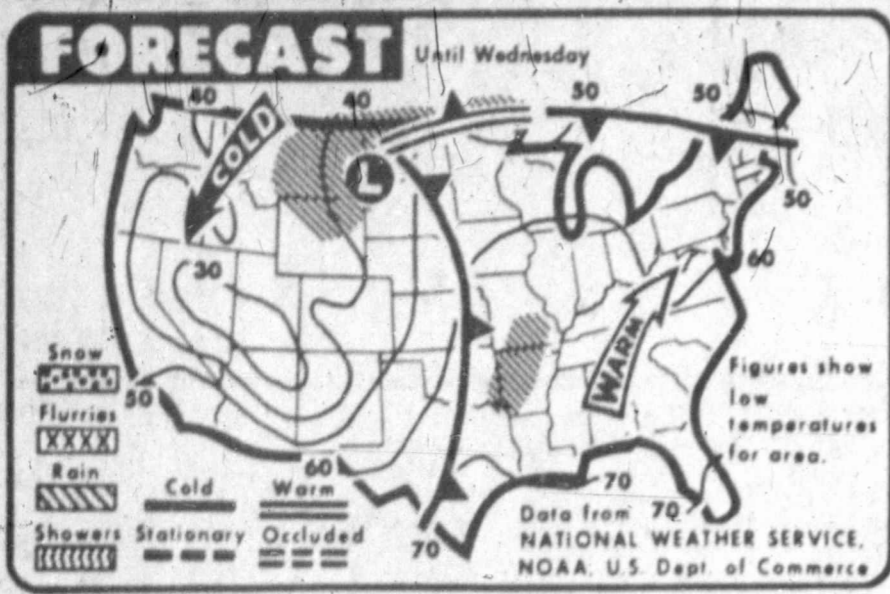 FORECAST
Until Wednesday
40
40
50
50
COLD
L
50
30
60
WARM
Snow
50
Flurries
Rain
60
Cold
Warm
Showers
Stationary
Occluded
70
70
70
Figures show
low
temperatures
for area.
Data from
NATIONAL WEATHER SERVICE,
NOAA, U.S. Dept. of Commerce